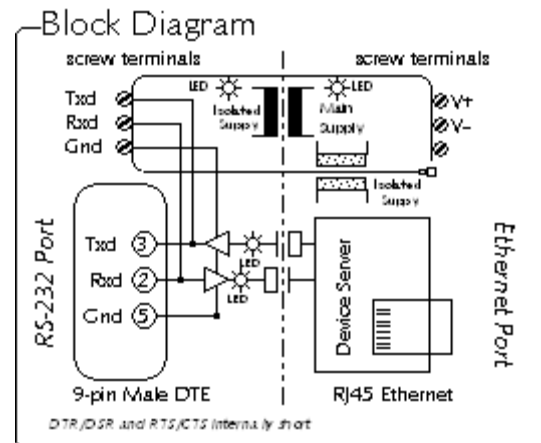 Block Diagram
screw terminals
screw terminals
LED
LED
Txd
Rxd
Gnd
Isolated
Supply
Main
Supply
V+
V-
Isolated
Supply
RS-232 Port
Txd 3
Rxd 2
Gnd 5
LED
LED
Device Server
Ethernet Port
9-pin Male DTE
RJ45 Ethernet
DTR/DSR and RTS/CTS internally short